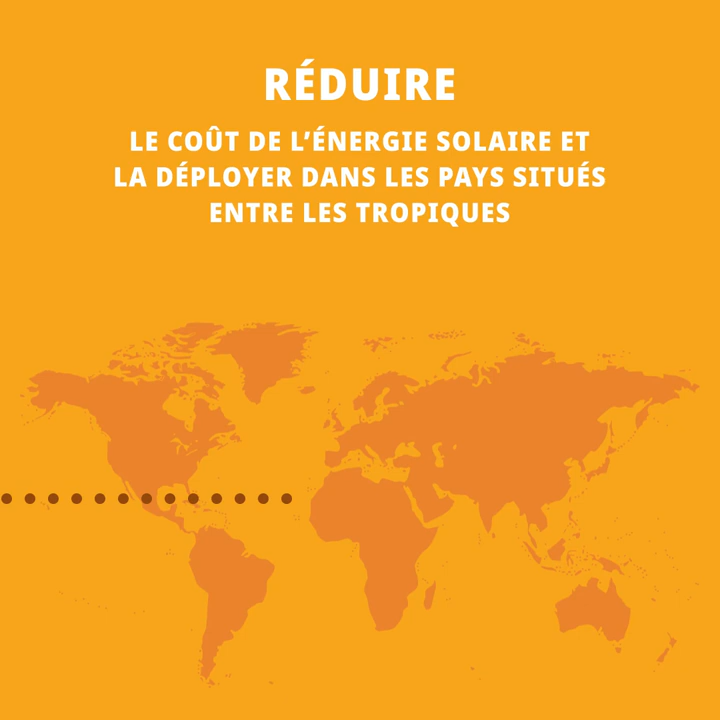 RÉDUIRE
LE COÛT DE L’ÉNERGIE SOLAIRE ET
LA DÉPLOYER DANS LES PAYS SITUÉS
ENTRE LES TROPIQUES